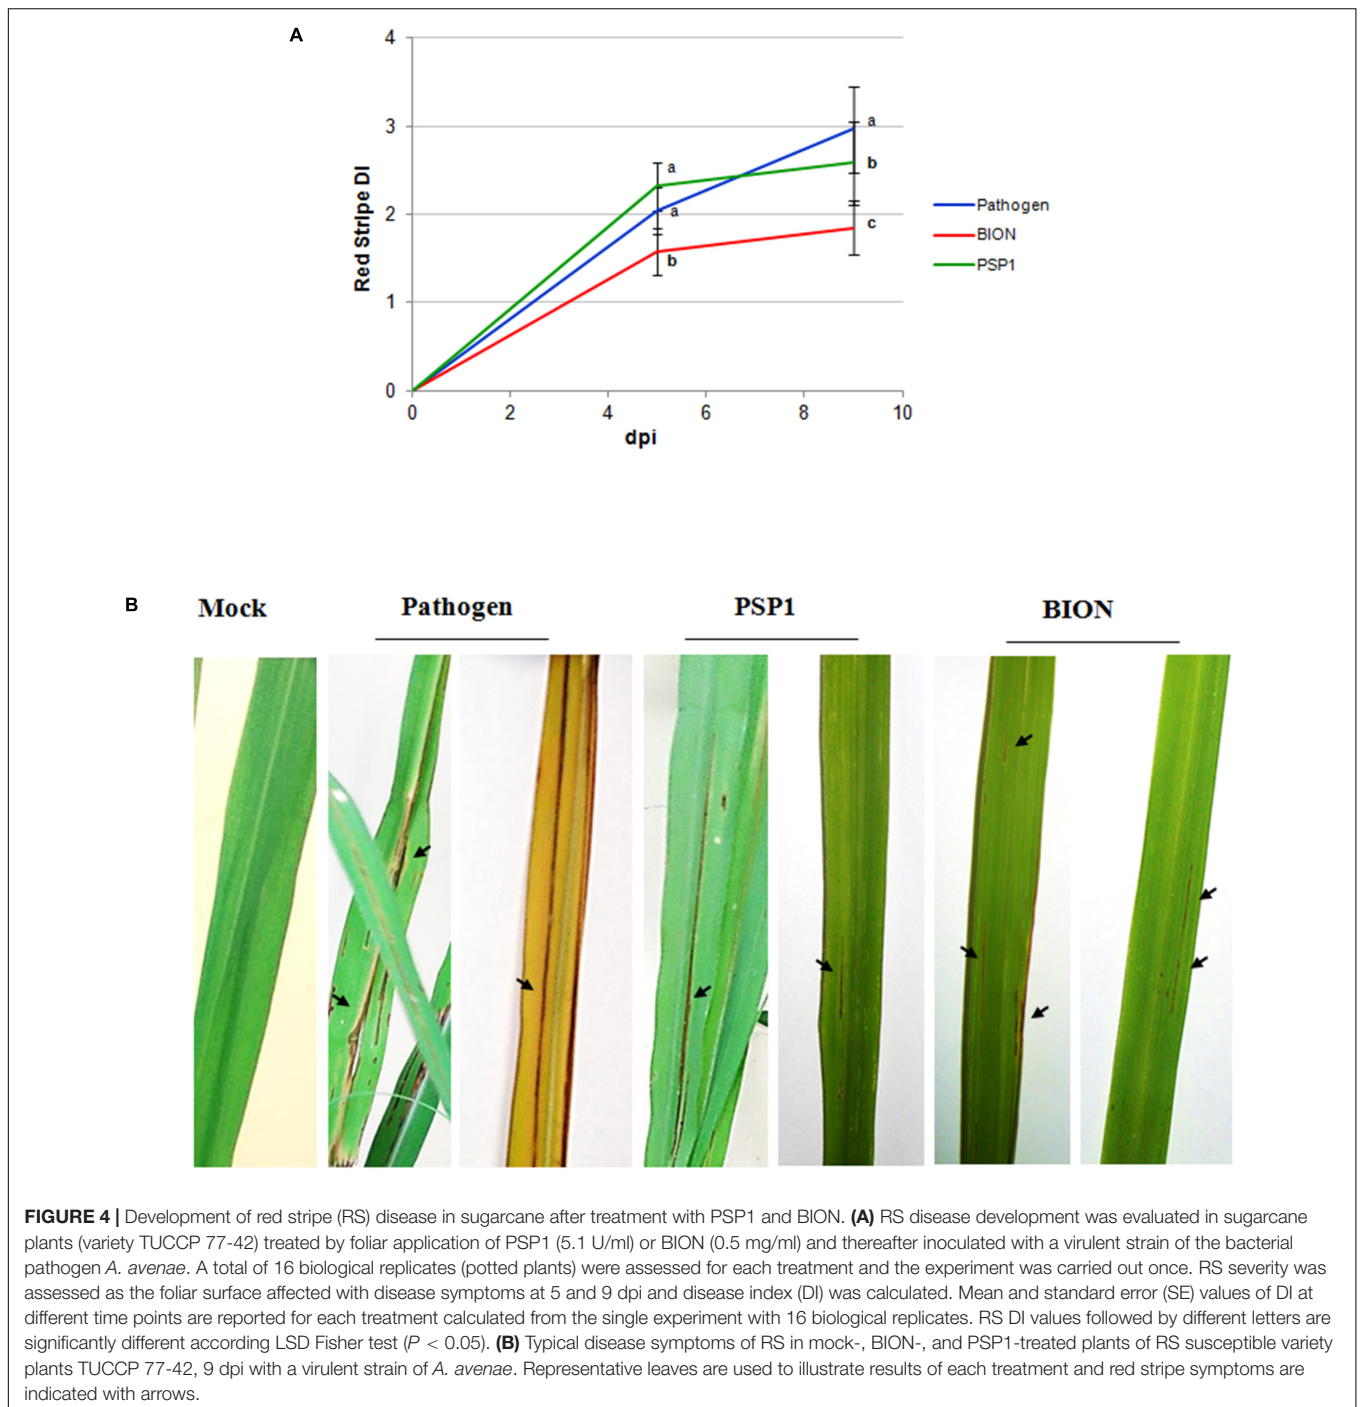 A
4
3
2
1
0
Red Stripe DI
a
a
b
a
b
c
0 2 4 6 8 10
dpi
Pathogen
BION
PSP1
B
Mock Pathogen PSP1 BION
FIGURE 4 | Development of red stripe (RS) disease in sugarcane after treatment with PSP1 and BION. (A) RS disease development was evaluated in sugarcane
plants (variety TUCCP 77-42) treated by foliar application of PSP1 (5.1 U/ml) or BION (0.5 mg/ml) and thereafter inoculated with a virulent strain of the bacterial
pathogen A. avenae. A total of 16 biological replicates (potted plants) were assessed for each treatment and the experiment was carried out once. RS severity was
assessed as the foliar surface affected with disease symptoms at 5 and 9 dpi and disease index (DI) was calculated. Mean and standard error (SE) values of DI at
different time points are reported for each treatment calculated from the single experiment with 16 biological replicates. RS DI values followed by different letters are
significantly different according LSD Fisher test (P < 0.05). (B) Typical disease symptoms of RS in mock-, BION-, and PSP1-treated plants of RS susceptible variety
plants TUCCP 77-42, 9 dpi with a virulent strain of A. avenae. Representative leaves are used to illustrate results of each treatment and red stripe symptoms are
indicated with arrows.